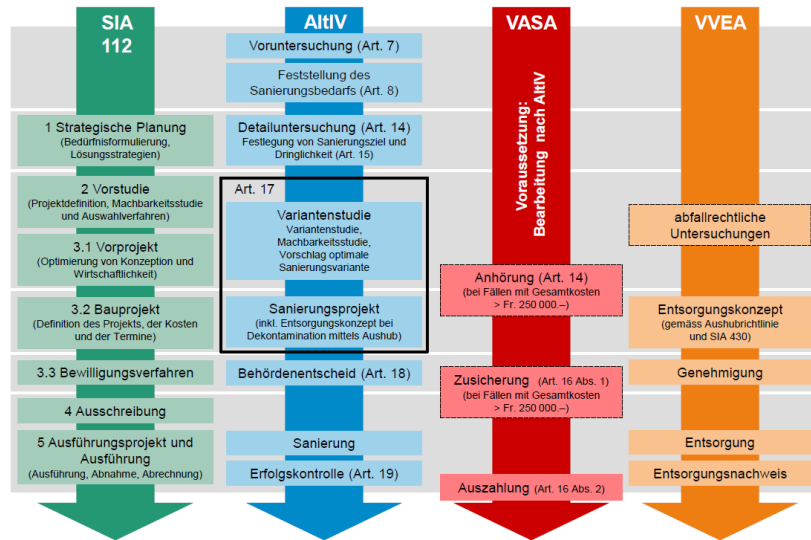 SIA
112
1 Strategische Planung
(Bedürfnisformulierung,
Lösungsstrategien)
2 Vorstudie
(Projektdefinition, Machbarkeitsstudie
und Auswahlverfahren)
3.1 Vorprojekt
(Optimierung von Konzeption und
Wirtschaftlichkeit)
3.2 Bauprojekt
(Definition des Projekts, der Kosten
und der Termine)
3.3 Bewilligungsverfahren
4 Ausschreibung
5 Ausführungsprojekt und
Ausführung
(Ausführung, Abnahme, Abrechnung)
AltlV
Voruntersuchung (Art. 7)
Feststellung des
Sanierungsbedarfs (Art. 8)
Detailuntersuchung (Art. 14)
Festlegung von Sanierungsziel und
Dringlichkeit (Art. 15)
Art. 17
Variantenstudie
Variantenstudie,
Machbarkeitsstudie,
Vorschlag optimale
Sanierungsvariante
Sanierungsprojekt
(inkl. Entsorgungskonzept bei
Dekontamination mittels Aushub)
Behördenentscheid (Art. 18)
Sanierung
Erfolgskontrolle (Art. 19)
VASA
Voraussetzung:
Bearbeitung nach AltlV
Anhörung (Art. 14)
(bei Fällen mit Gesamtkosten
> Fr. 250 000.–)
Zusicherung (Art. 16 Abs. 1)
(bei Fällen mit Gesamtkosten
> Fr. 250 000.–)
Auszahlung (Art. 16 Abs. 2)
VVEA
abfallrechtliche
Untersuchungen
Entsorgungskonzept
(gemäss Aushubrichtlinie
und SIA 430)
Genehmigung
Entsorgung
Entsorgungsnachweis